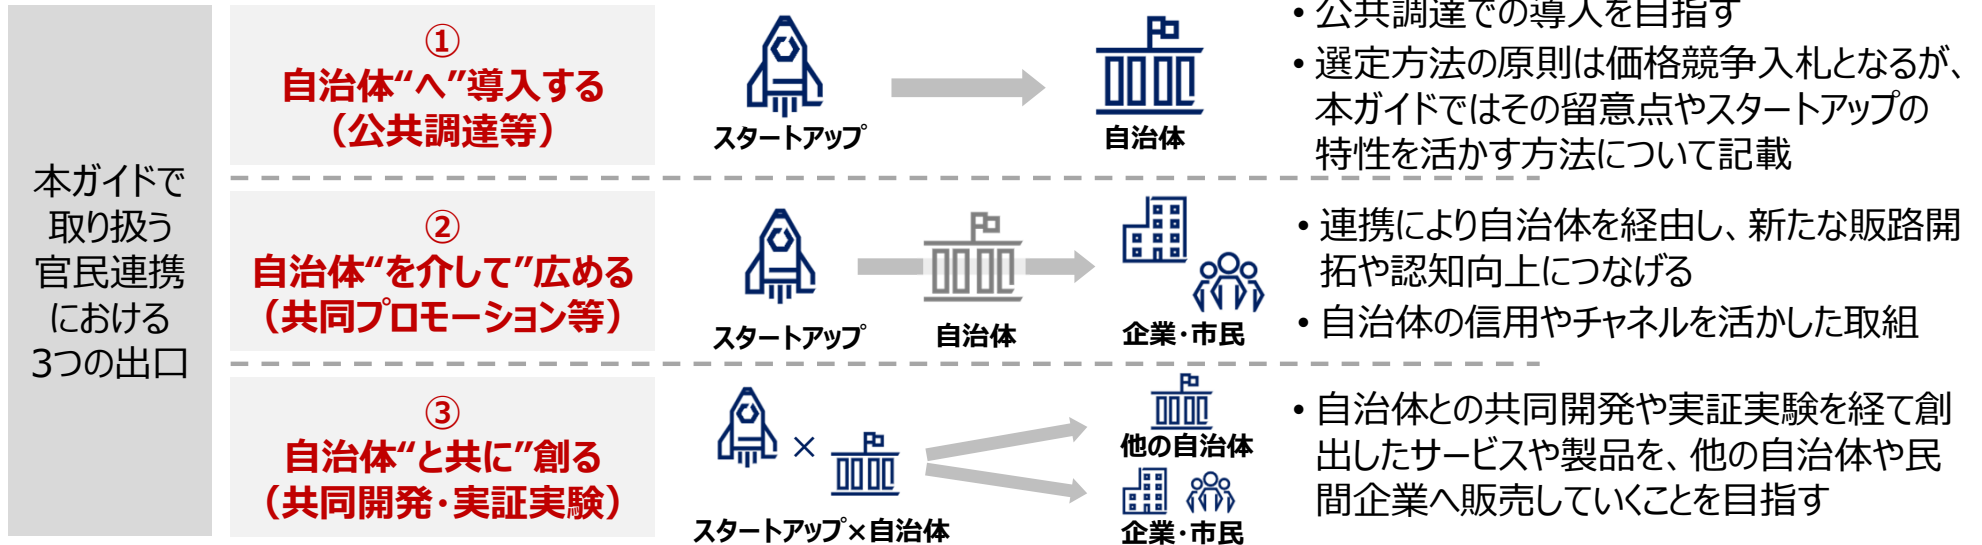 本ガイドで
取り扱う
官民連携
における
3つの出口
①
自治体“へ”導入する
（公共調達等）
スタートアップ
自治体
• 公共調達での導入を目指す
• 選定方法の原則は価格競争入札となるが、
本ガイドではその留意点やスタートアップの
特性を活かす方法について記載
②
自治体“を介して”広める
（共同プロモーション等）
スタートアップ
自治体
企業･市民
• 連携により自治体を経由し、新たな販路開
拓や認知向上につなげる
• 自治体の信用やチャネルを活かした取組
③
自治体“と共に”創る
（共同開発･実証実験）
×
スタートアップ×自治体
他の自治体
企業･市民
• 自治体との共同開発や実証実験を経て創
出したサービスや製品を、他の自治体や民
間企業へ販売していくことを目指す